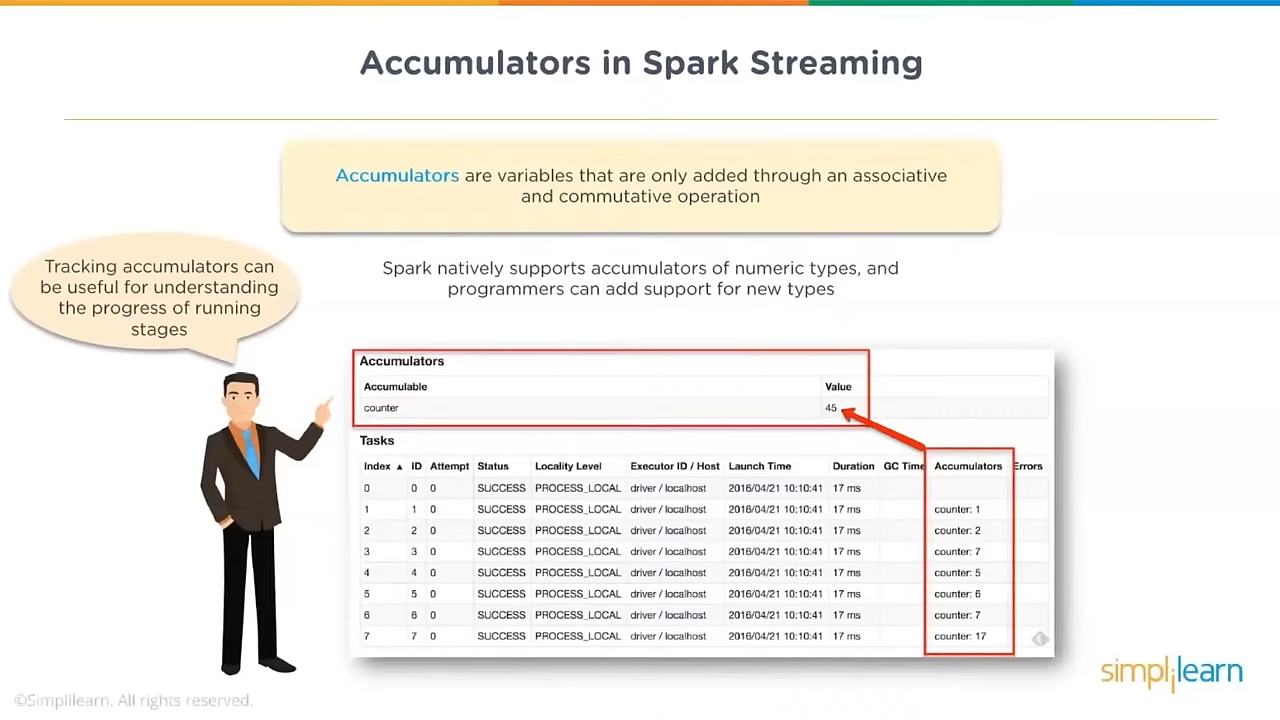 Accumulators in Spark Streaming
Accumulators are variables that are only added through an associative
and commutative operation
Tracking accumulators can
be useful for understanding
the progress of running
stages
Spark natively supports accumulators of numeric types, and
programmers can add support for new types
Accumulators
Accumulable Value
counter 45
Tasks
Index ▲ ID Attempt Status Locality Level Executor ID / Host Launch Time Duration GC Time Accumulators Errors
0 0 0 SUCCESS PROCESS_LOCAL driver / localhost 2016/04/21 10:10:41 17 ms
1 1 0 SUCCESS PROCESS_LOCAL driver / localhost 2016/04/21 10:10:41 17 ms counter: 1
2 2 0 SUCCESS PROCESS_LOCAL driver / localhost 2016/04/21 10:10:41 17 ms counter: 2
3 3 0 SUCCESS PROCESS_LOCAL driver / localhost 2016/04/21 10:10:41 17 ms counter: 7
4 4 0 SUCCESS PROCESS_LOCAL driver / localhost 2016/04/21 10:10:41 17 ms counter: 5
5 5 0 SUCCESS PROCESS_LOCAL driver / localhost 2016/04/21 10:10:41 17 ms counter: 6
6 6 0 SUCCESS PROCESS_LOCAL driver / localhost 2016/04/21 10:10:41 17 ms counter: 7
7 7 0 SUCCESS PROCESS_LOCAL driver / localhost 2016/04/21 10:10:41 17 ms counter: 17
simplilearn
©Simplilearn. All rights reserved.